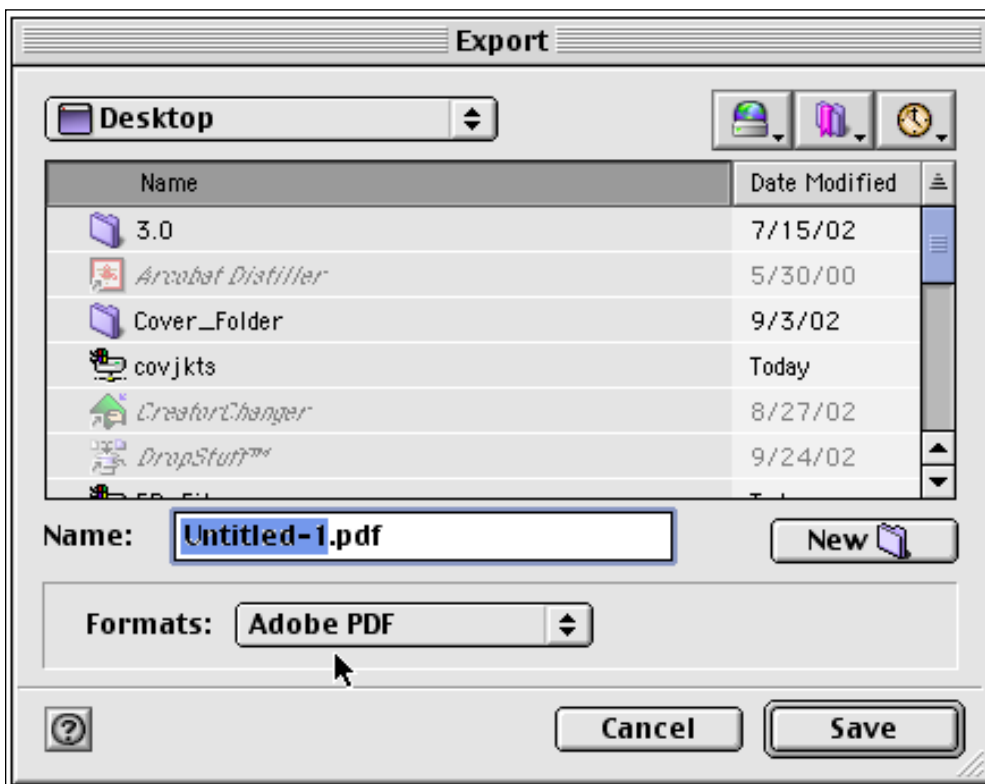 Export
Desktop
Name Date Modified
3.0 7/15/02
Arcobat Distiller 5/30/00
Cover_Folder 9/3/02
covjkts Today
CreatorChanger 8/27/02
DropStuff™ 9/24/02
Name: Untitled-1.pdf New
Formats: Adobe PDF
? Cancel Save